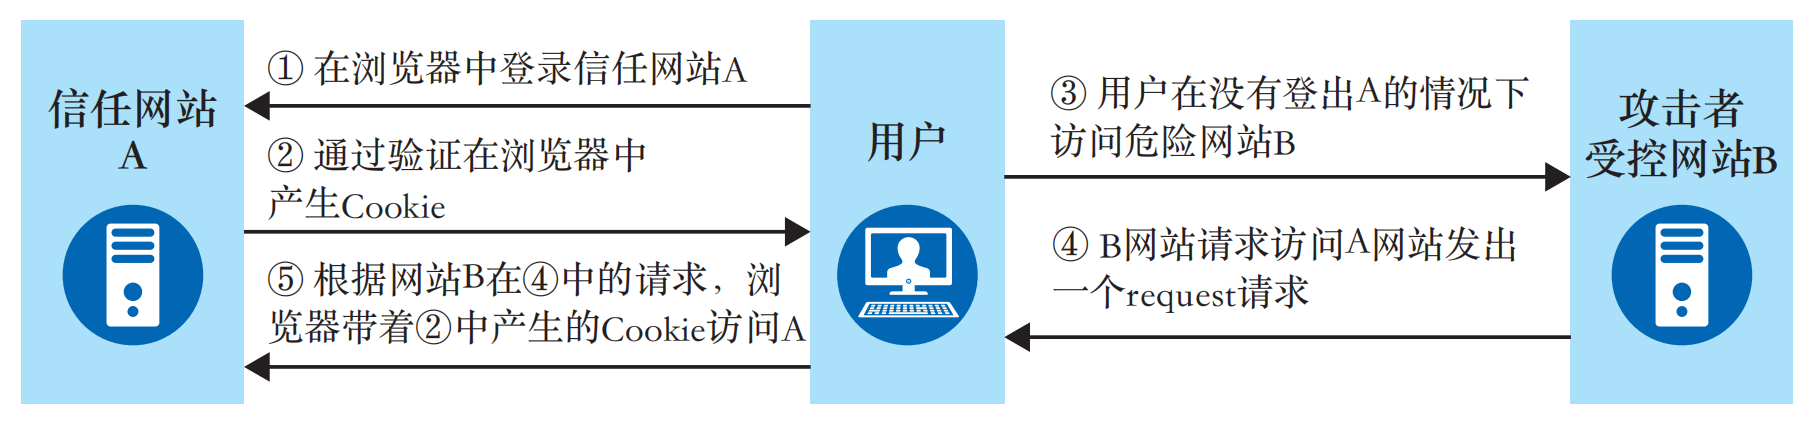 信任网站
A
① 在浏览器中登录信任网站A
② 通过验证在浏览器中
产生Cookie
⑤ 根据网站B在④中的请求，浏
览器带着②中产生的Cookie访问A
用户
③ 用户在没有登出A的情况下
访问危险网站B
④ B网站请求访问A网站发出
一个request请求
攻击者
受控网站B